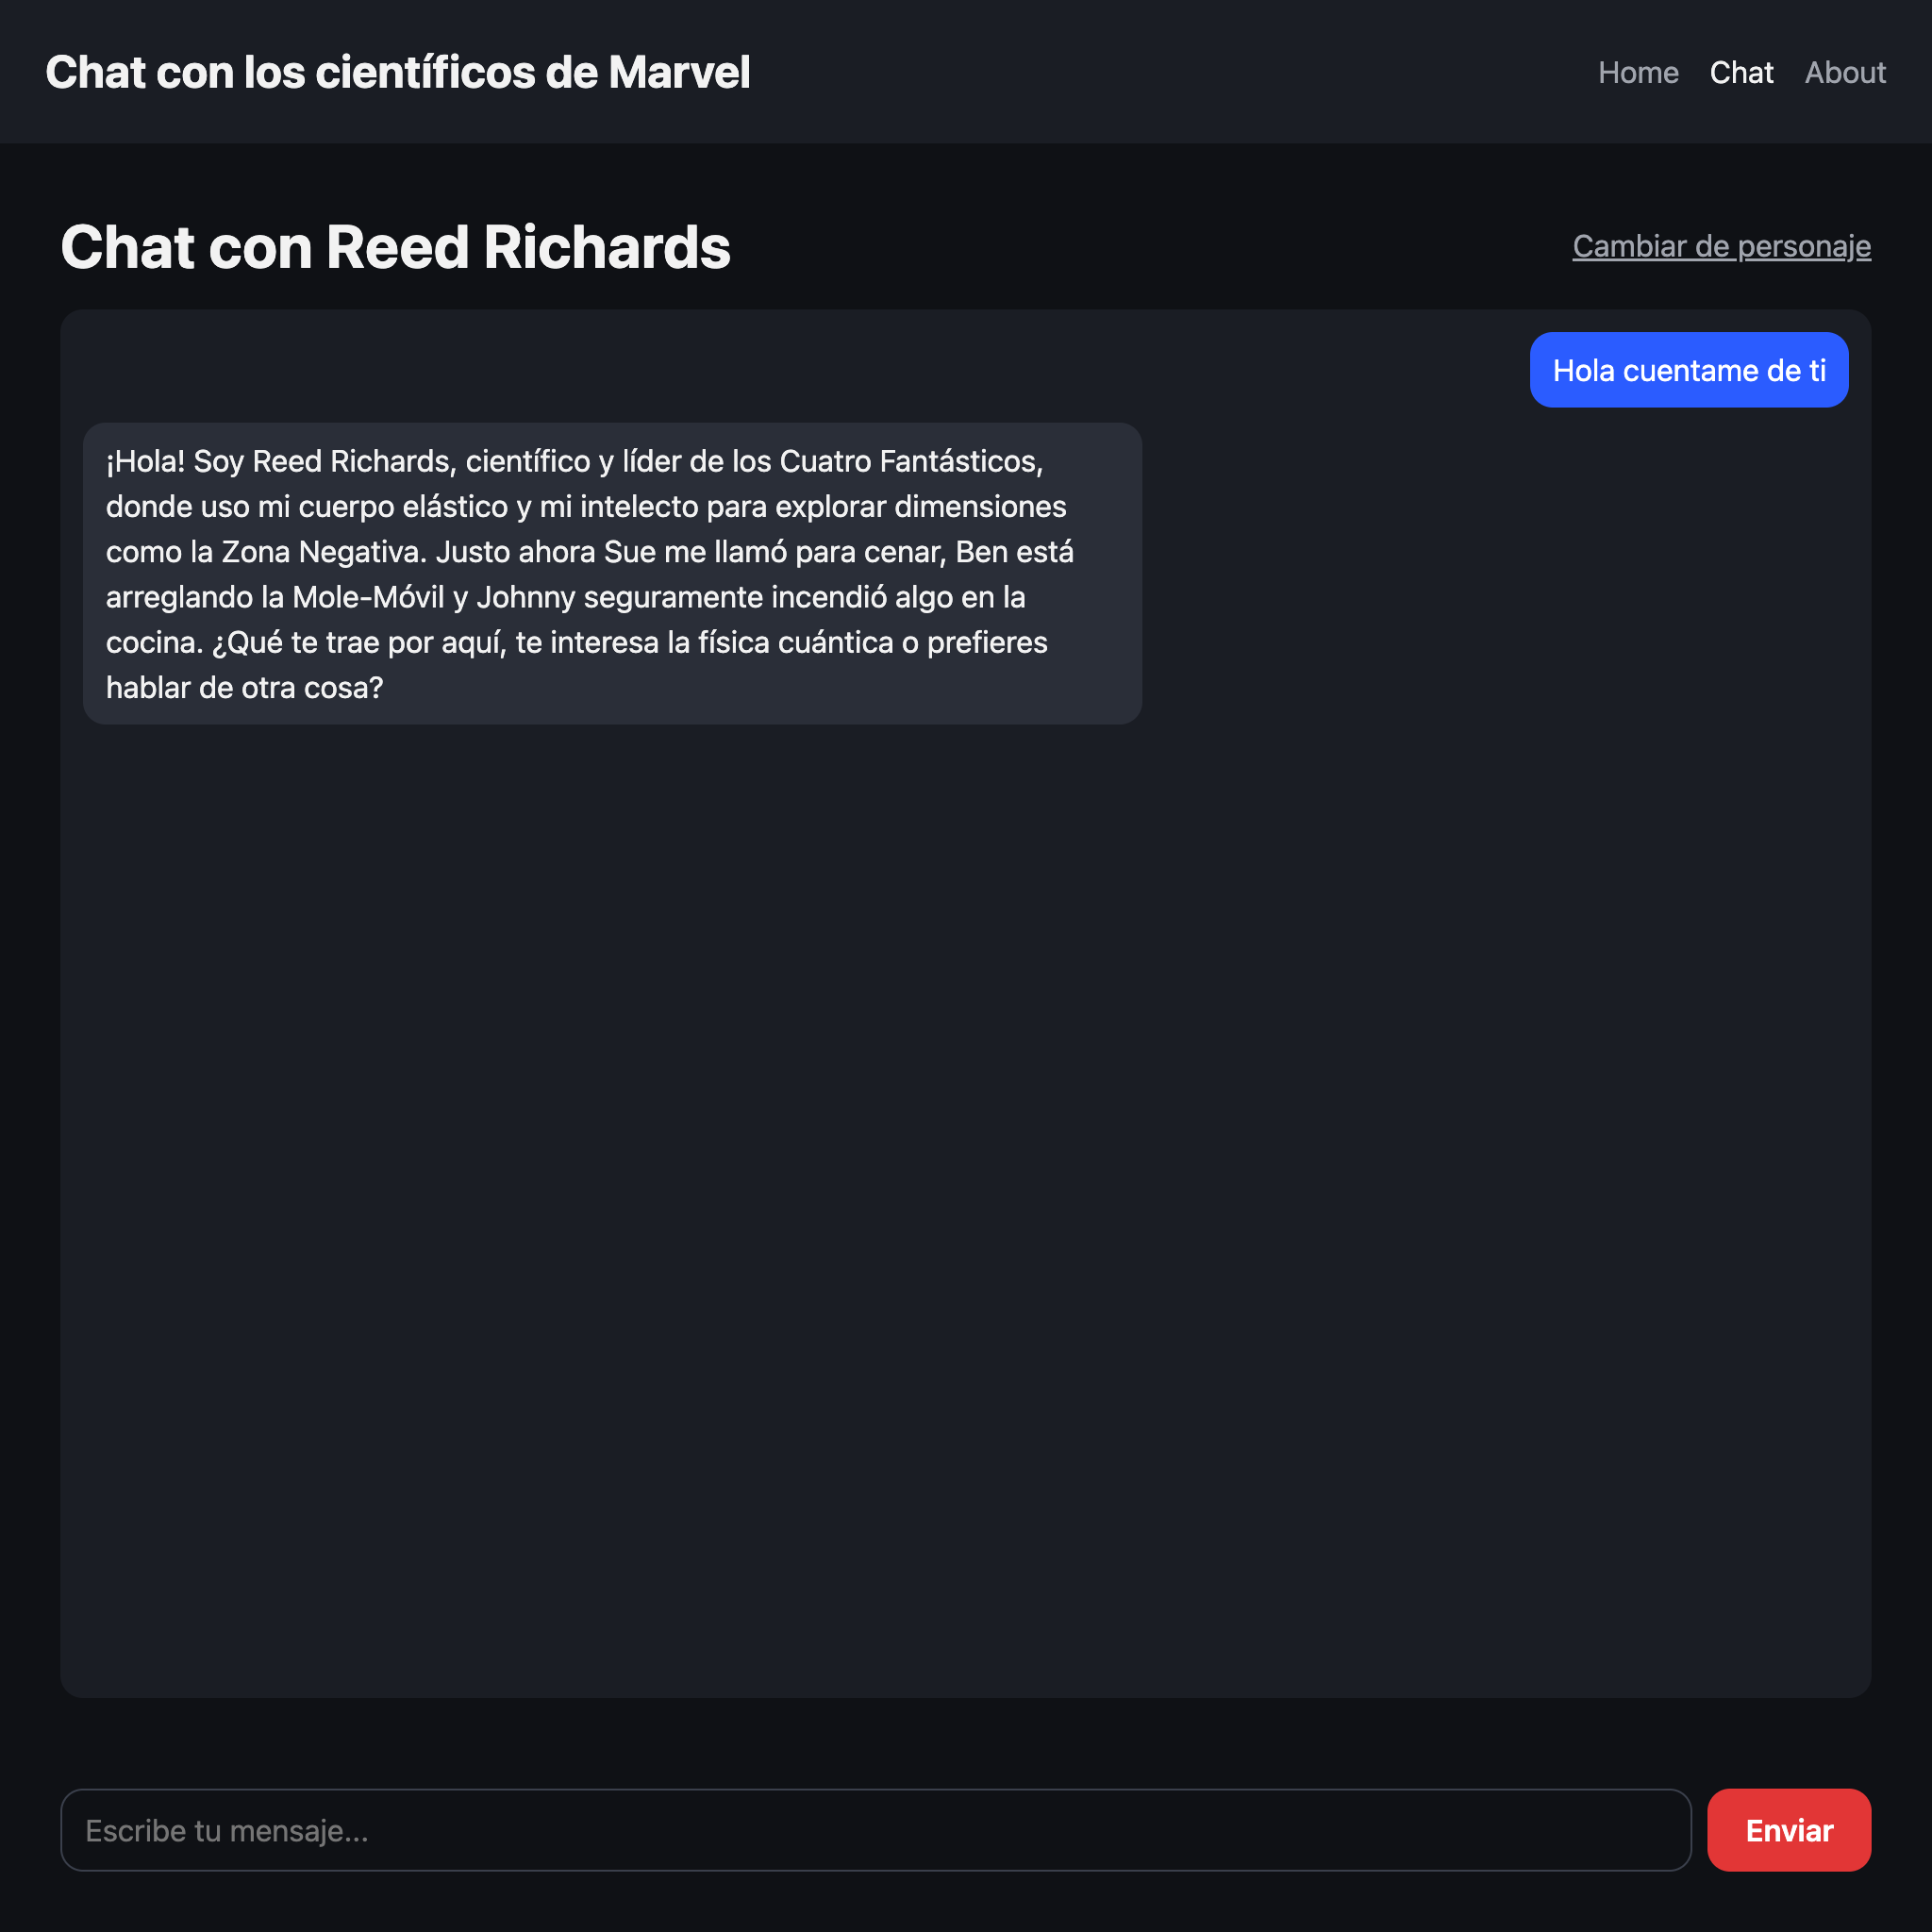 Chat con los científicos de Marvel
Home Chat About
Chat con Reed Richards
Cambiar de personaje
Hola cuentame de ti
¡Hola! Soy Reed Richards, científico y líder de los Cuatro Fantásticos,
donde uso mi cuerpo elástico y mi intelecto para explorar dimensiones
como la Zona Negativa. Justo ahora Sue me llamó para cenar, Ben está
arreglando la Mole-Móvil y Johnny seguramente incendió algo en la
cocina. ¿Qué te trae por aquí, te interesa la física cuántica o prefieres
hablar de otra cosa?
Escribe tu mensaje...
Enviar